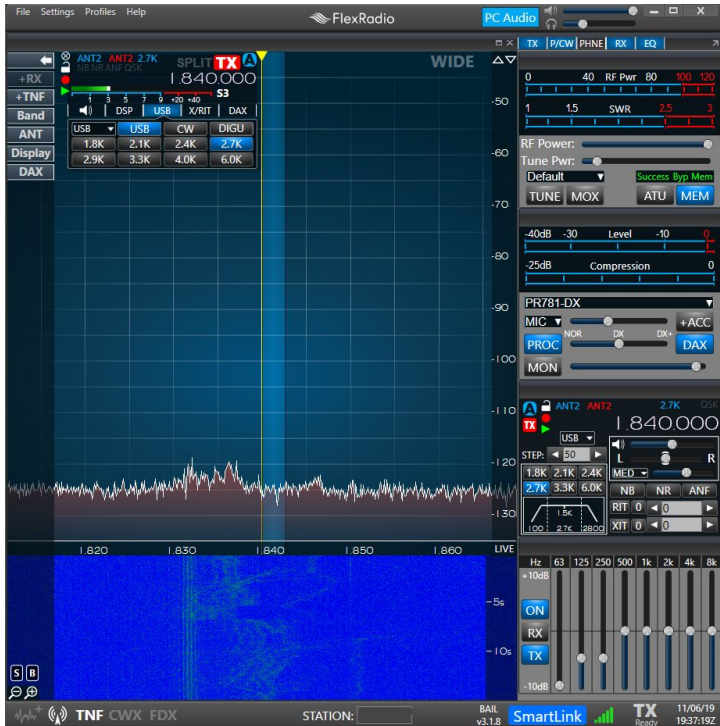 File Settings Profiles Help
FlexRadio
PC Audio
ANT2 ANT2 2.7K SPLIT TX A
NB NR ANF QSK
1.840.000
S3
1 3 5 7 9 +20 +40
DSP USB X/RIT DAX
USB USB CW DIGU
1.8K 2.1K 2.4K 2.7K
2.9K 3.3K 4.0K 6.0K
+RX
+TNF
Band
ANT
Display
DAX
WIDE
-50
-60
-70
-80
-90
-100
-110
-120
-130
1.820 1.830 1.840 1.850 1.860 LIVE
-5s
-10s
S B
TX P/CW PHNE RX EQ
0 40 RF Pwr 80 100 120
1 1.5 SWR 2.5 3
RF Power:
Tune Pwr:
Default Success Byp Mem
TUNE MOX ATU MEM
-40dB -30 Level -10 0
-25dB Compression 0
PR781-DX
MIC +ACC
NOR DX DX+
PROC DAX
MON
A ANT2 ANT2 2.7K QSK
TX 1.840.000
USB
STEP: 50
L R
1.8K 2.1K 2.4K MED
2.7K 3.3K 6.0K NB NR ANF
1.5K RIT 0 0
100 2.7K 2800 XIT 0 0
Hz 63 125 250 500 1k 2k 4k 8k
+10dB
ON
RX
TX
-10dB
TNF CWX FDX STATION: BAIL v3.1.8 SmartLink TX Ready 11/06/19 19:37:19Z